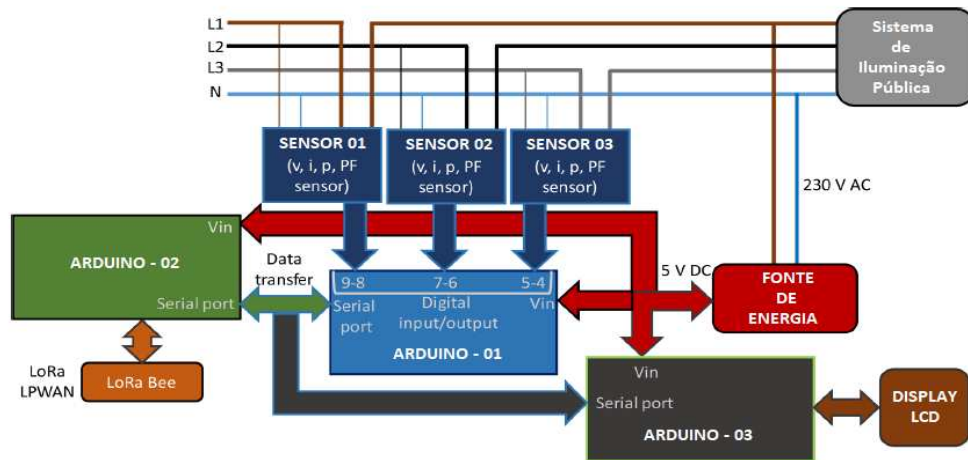 L1
L2
L3
N
Sistema
de
Iluminação
Pública
SENSOR 01
(v, i, p, PF
sensor)
SENSOR 02
(v, i, p, PF
sensor)
SENSOR 03
(v, i, p, PF
sensor)
230 V AC
Vin
ARDUINO - 02
Serial port
Data
transfer
9-8
7-6
5-4
Serial
port
Digital
input/output
Vin
ARDUINO - 01
5 V DC
FONTE
DE
ENERGIA
LoRa
LPWAN
LoRa Bee
Vin
Serial port
ARDUINO - 03
DISPLAY
LCD